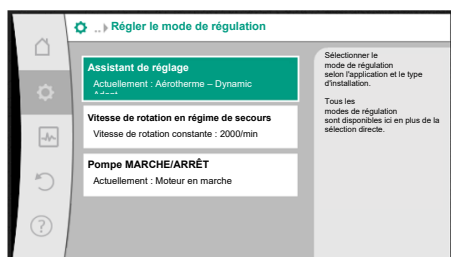 .. Régler le mode de régulation
Assistant de réglage
Actuellement : Aérotherme – Dynamic
Adapt
Vitesse de rotation en régime de secours
Vitesse de rotation constante : 2000/min
Pompe MARCHE/ARRÊT
Actuellement : Moteur en marche
Sélectionner le
mode de régulation
selon l'application et le type
d'installation.
Tous les
modes de régulation
sont disponibles ici en plus de la
sélection directe.
?